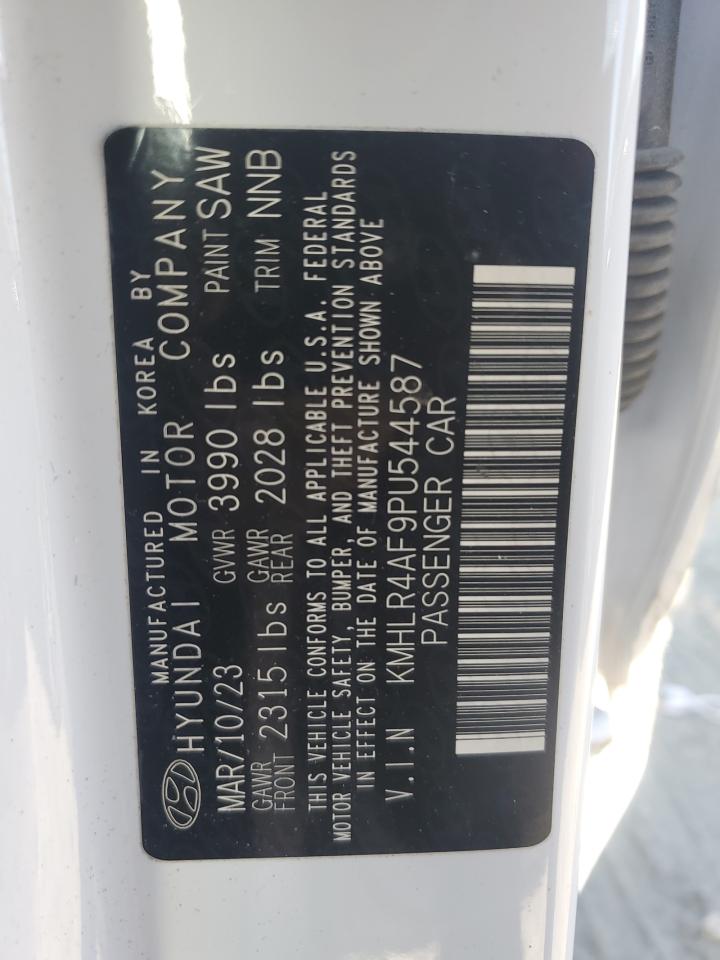 MANUFACTURED IN KOREA BY
HYUNDAI MOTOR COMPANY
MAR/10/23 GVWR 3990 lbs PAINT SAW
GAWR FRONT 2315 lbs GAWR REAR 2028 lbs TRIM NNB
THIS VEHICLE CONFORMS TO ALL APPLICABLE U.S.A. FEDERAL
MOTOR VEHICLE SAFETY, BUMPER, AND THEFT PREVENTION STANDARDS
IN EFFECT ON THE DATE OF MANUFACTURE SHOWN ABOVE
V.I.N KMHLR4AF9PU544587
PASSENGER CAR